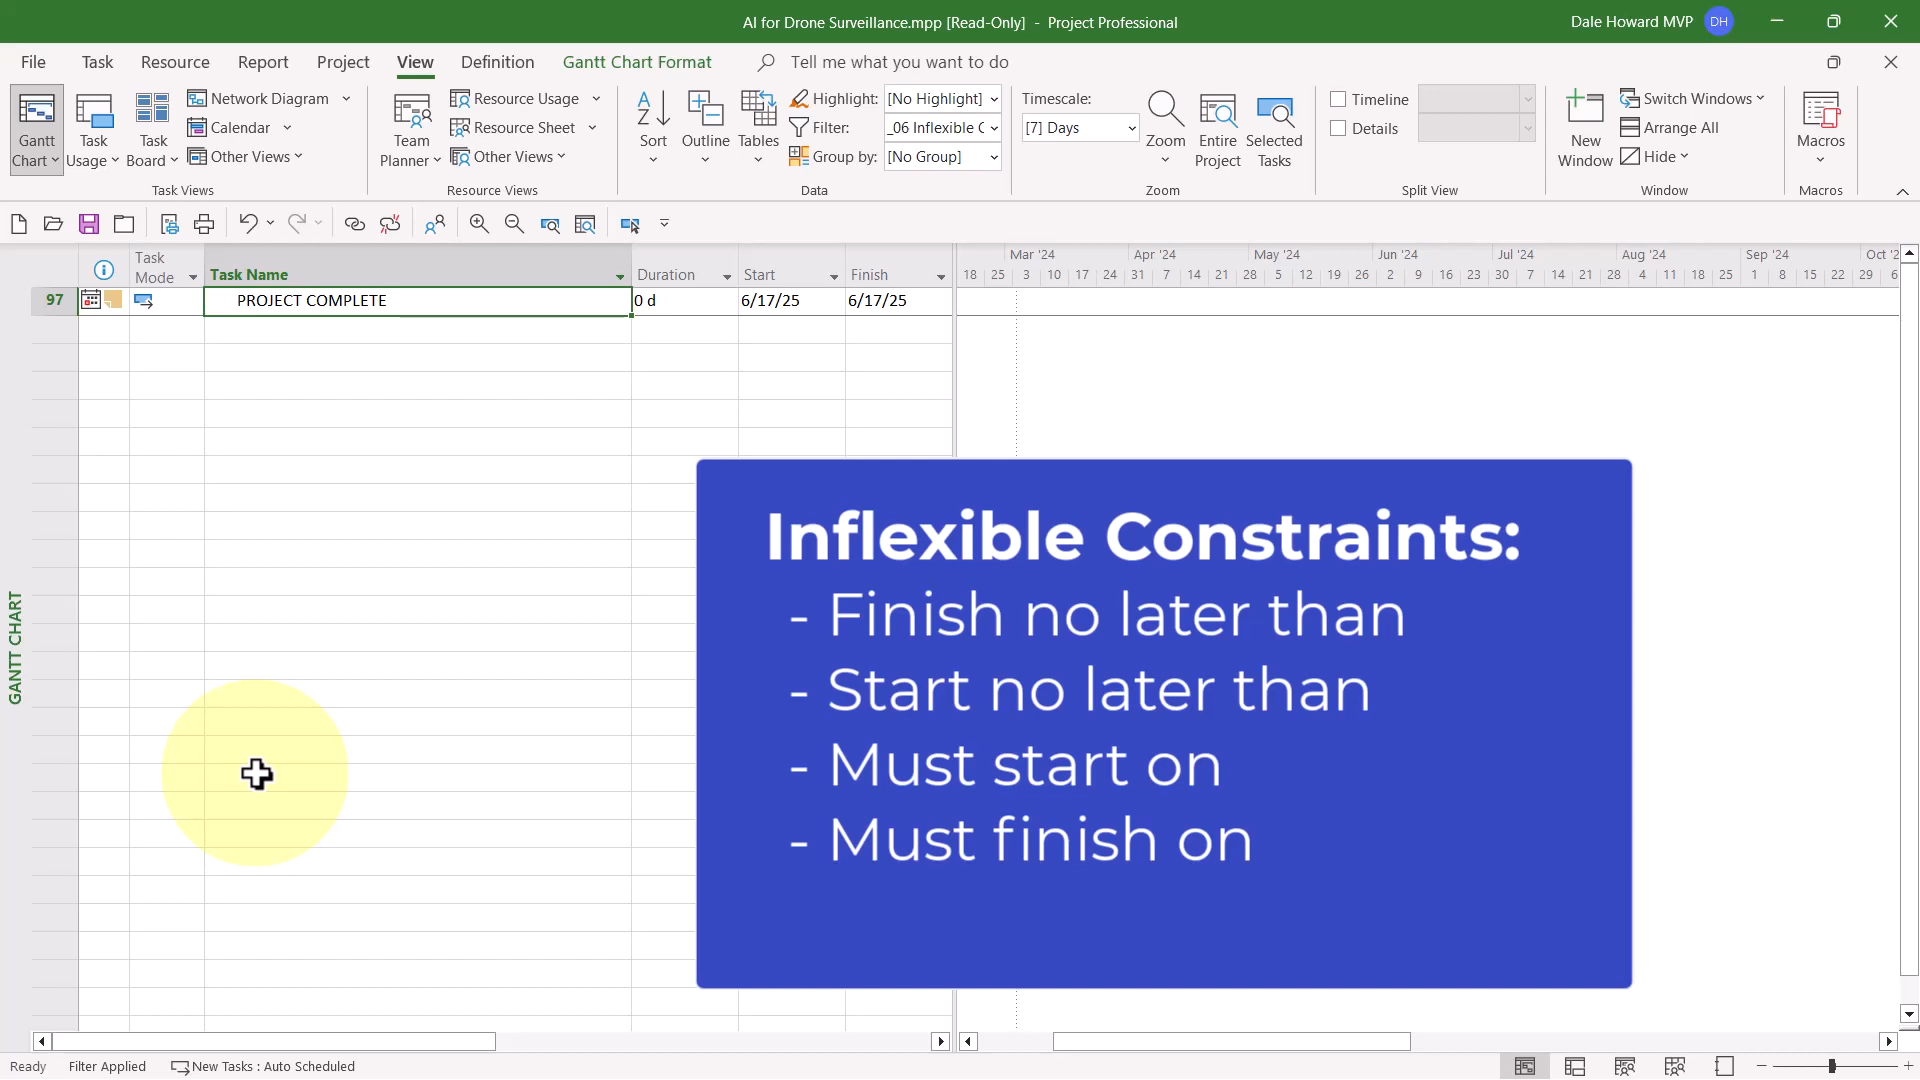 AI for Drone Surveillance.mpp [Read-Only] - Project Professional
Dale Howard MVP DH
File Task Resource Report Project View Definition Gantt Chart Format Tell me what you want to do
Gantt Chart
Task Usage
Task Board
Network Diagram
Calendar
Other Views
Task Views
Team Planner
Resource Usage
Resource Sheet
Other Views
Resource Views
Sort
Outline
Tables
Highlight: [No Highlight]
Filter: _06 Inflexible C
Group by: [No Group]
Data
Timescale:
[7] Days
Zoom
Entire Project
Selected Tasks
Zoom
Timeline
Details
Split View
New Window
Switch Windows
Arrange All
Hide
Window
Macros
Macros
Task Mode Task Name Duration Start Finish
Mar '24 Apr '24 May '24 Jun '24 Jul '24 Aug '24 Sep '24 Oct '2
18 25 3 10 17 24 31 7 14 21 28 5 12 19 26 2 9 16 23 30 7 14 21 28 4 11 18 25 1 8 15 22 29 6
97 PROJECT COMPLETE 0 d 6/17/25 6/17/25
GANTT CHART
Inflexible Constraints:
- Finish no later than
- Start no later than
- Must start on
- Must finish on
Ready Filter Applied New Tasks : Auto Scheduled